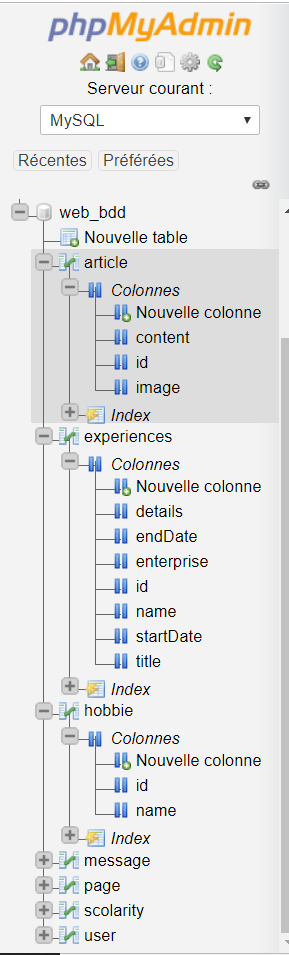 phpMyAdmin
Serveur courant :
MySQL
Récentes Préférées
web_bdd
Nouvelle table
article
Colonnes
Nouvelle colonne
content
id
image
Index
experiences
Colonnes
Nouvelle colonne
details
endDate
enterprise
id
name
startDate
title
Index
hobbie
Colonnes
Nouvelle colonne
id
name
Index
message
page
scolarity
user